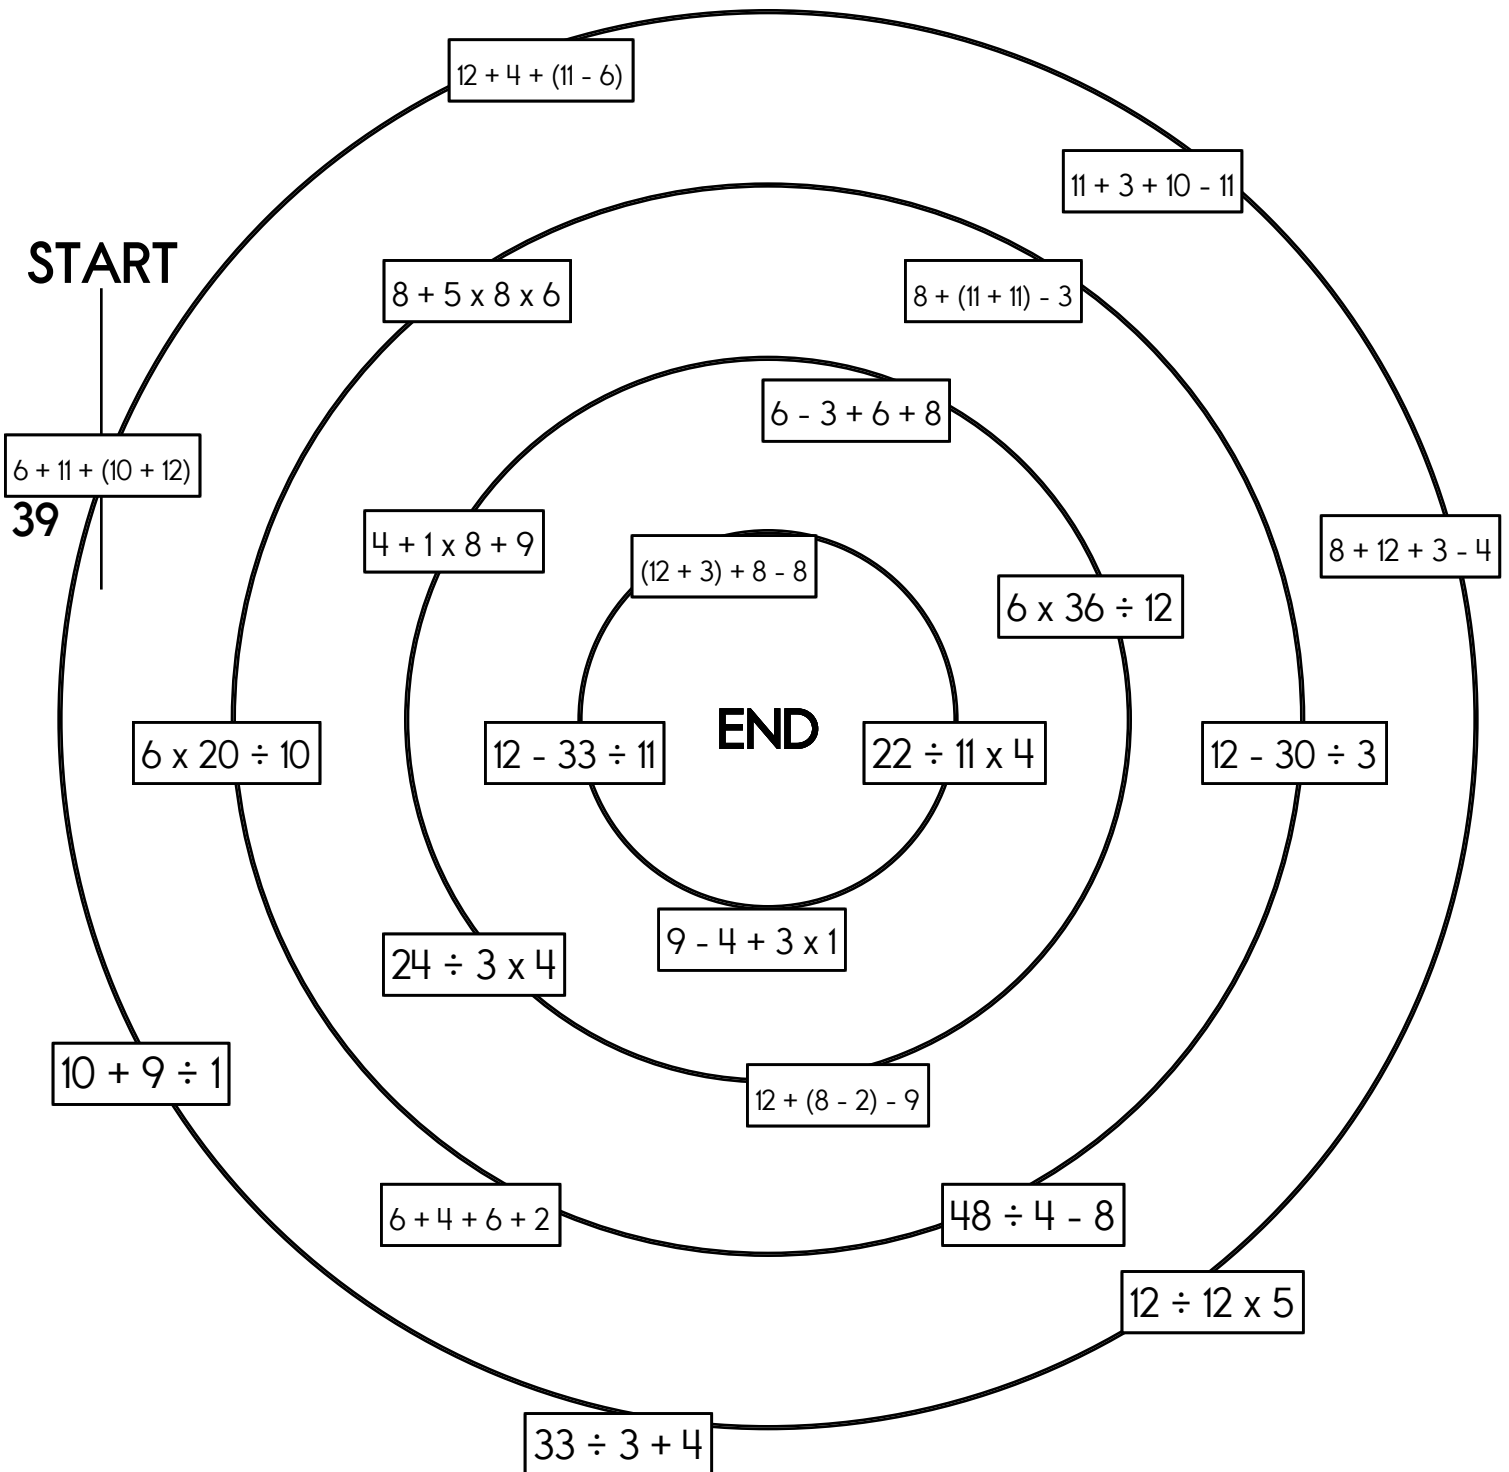 12 + 4 + (11 - 6)
11 + 3 + 10 - 11
START
8 + 5 x 8 x 6
8 + (11 + 11) - 3
6 - 3 + 6 + 8
6 + 11 + (10 + 12)
39
4 + 1 x 8 + 9
8 + 12 + 3 - 4
(12 + 3) + 8 - 8
6 x 36 ÷ 12
END
6 x 20 ÷ 10
12 - 33 ÷ 11
22 ÷ 11 x 4
12 - 30 ÷ 3
9 - 4 + 3 x 1
24 ÷ 3 x 4
10 + 9 ÷ 1
12 + (8 - 2) - 9
6 + 4 + 6 + 2
48 ÷ 4 - 8
12 ÷ 12 x 5
33 ÷ 3 + 4